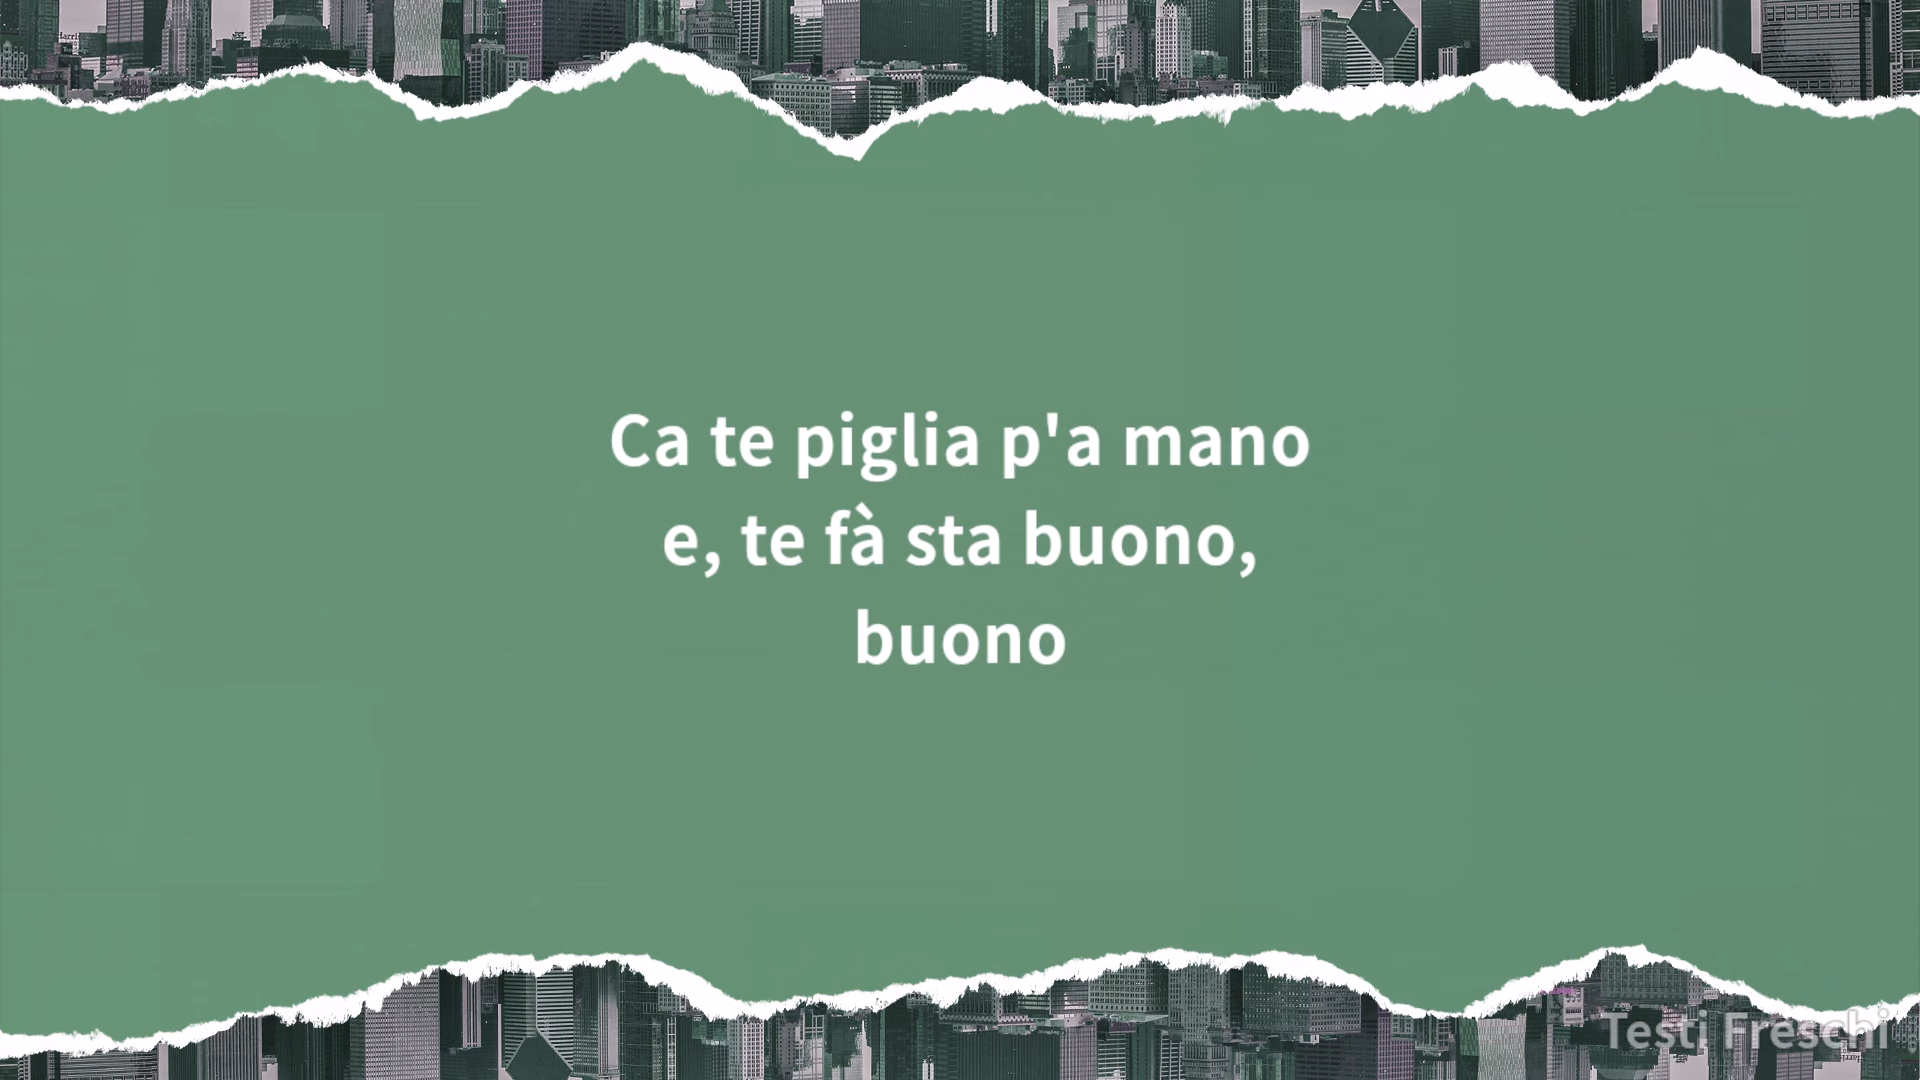 Ca te piglia p'a mano
e, te fà sta buono,
buono
Testi Freschi